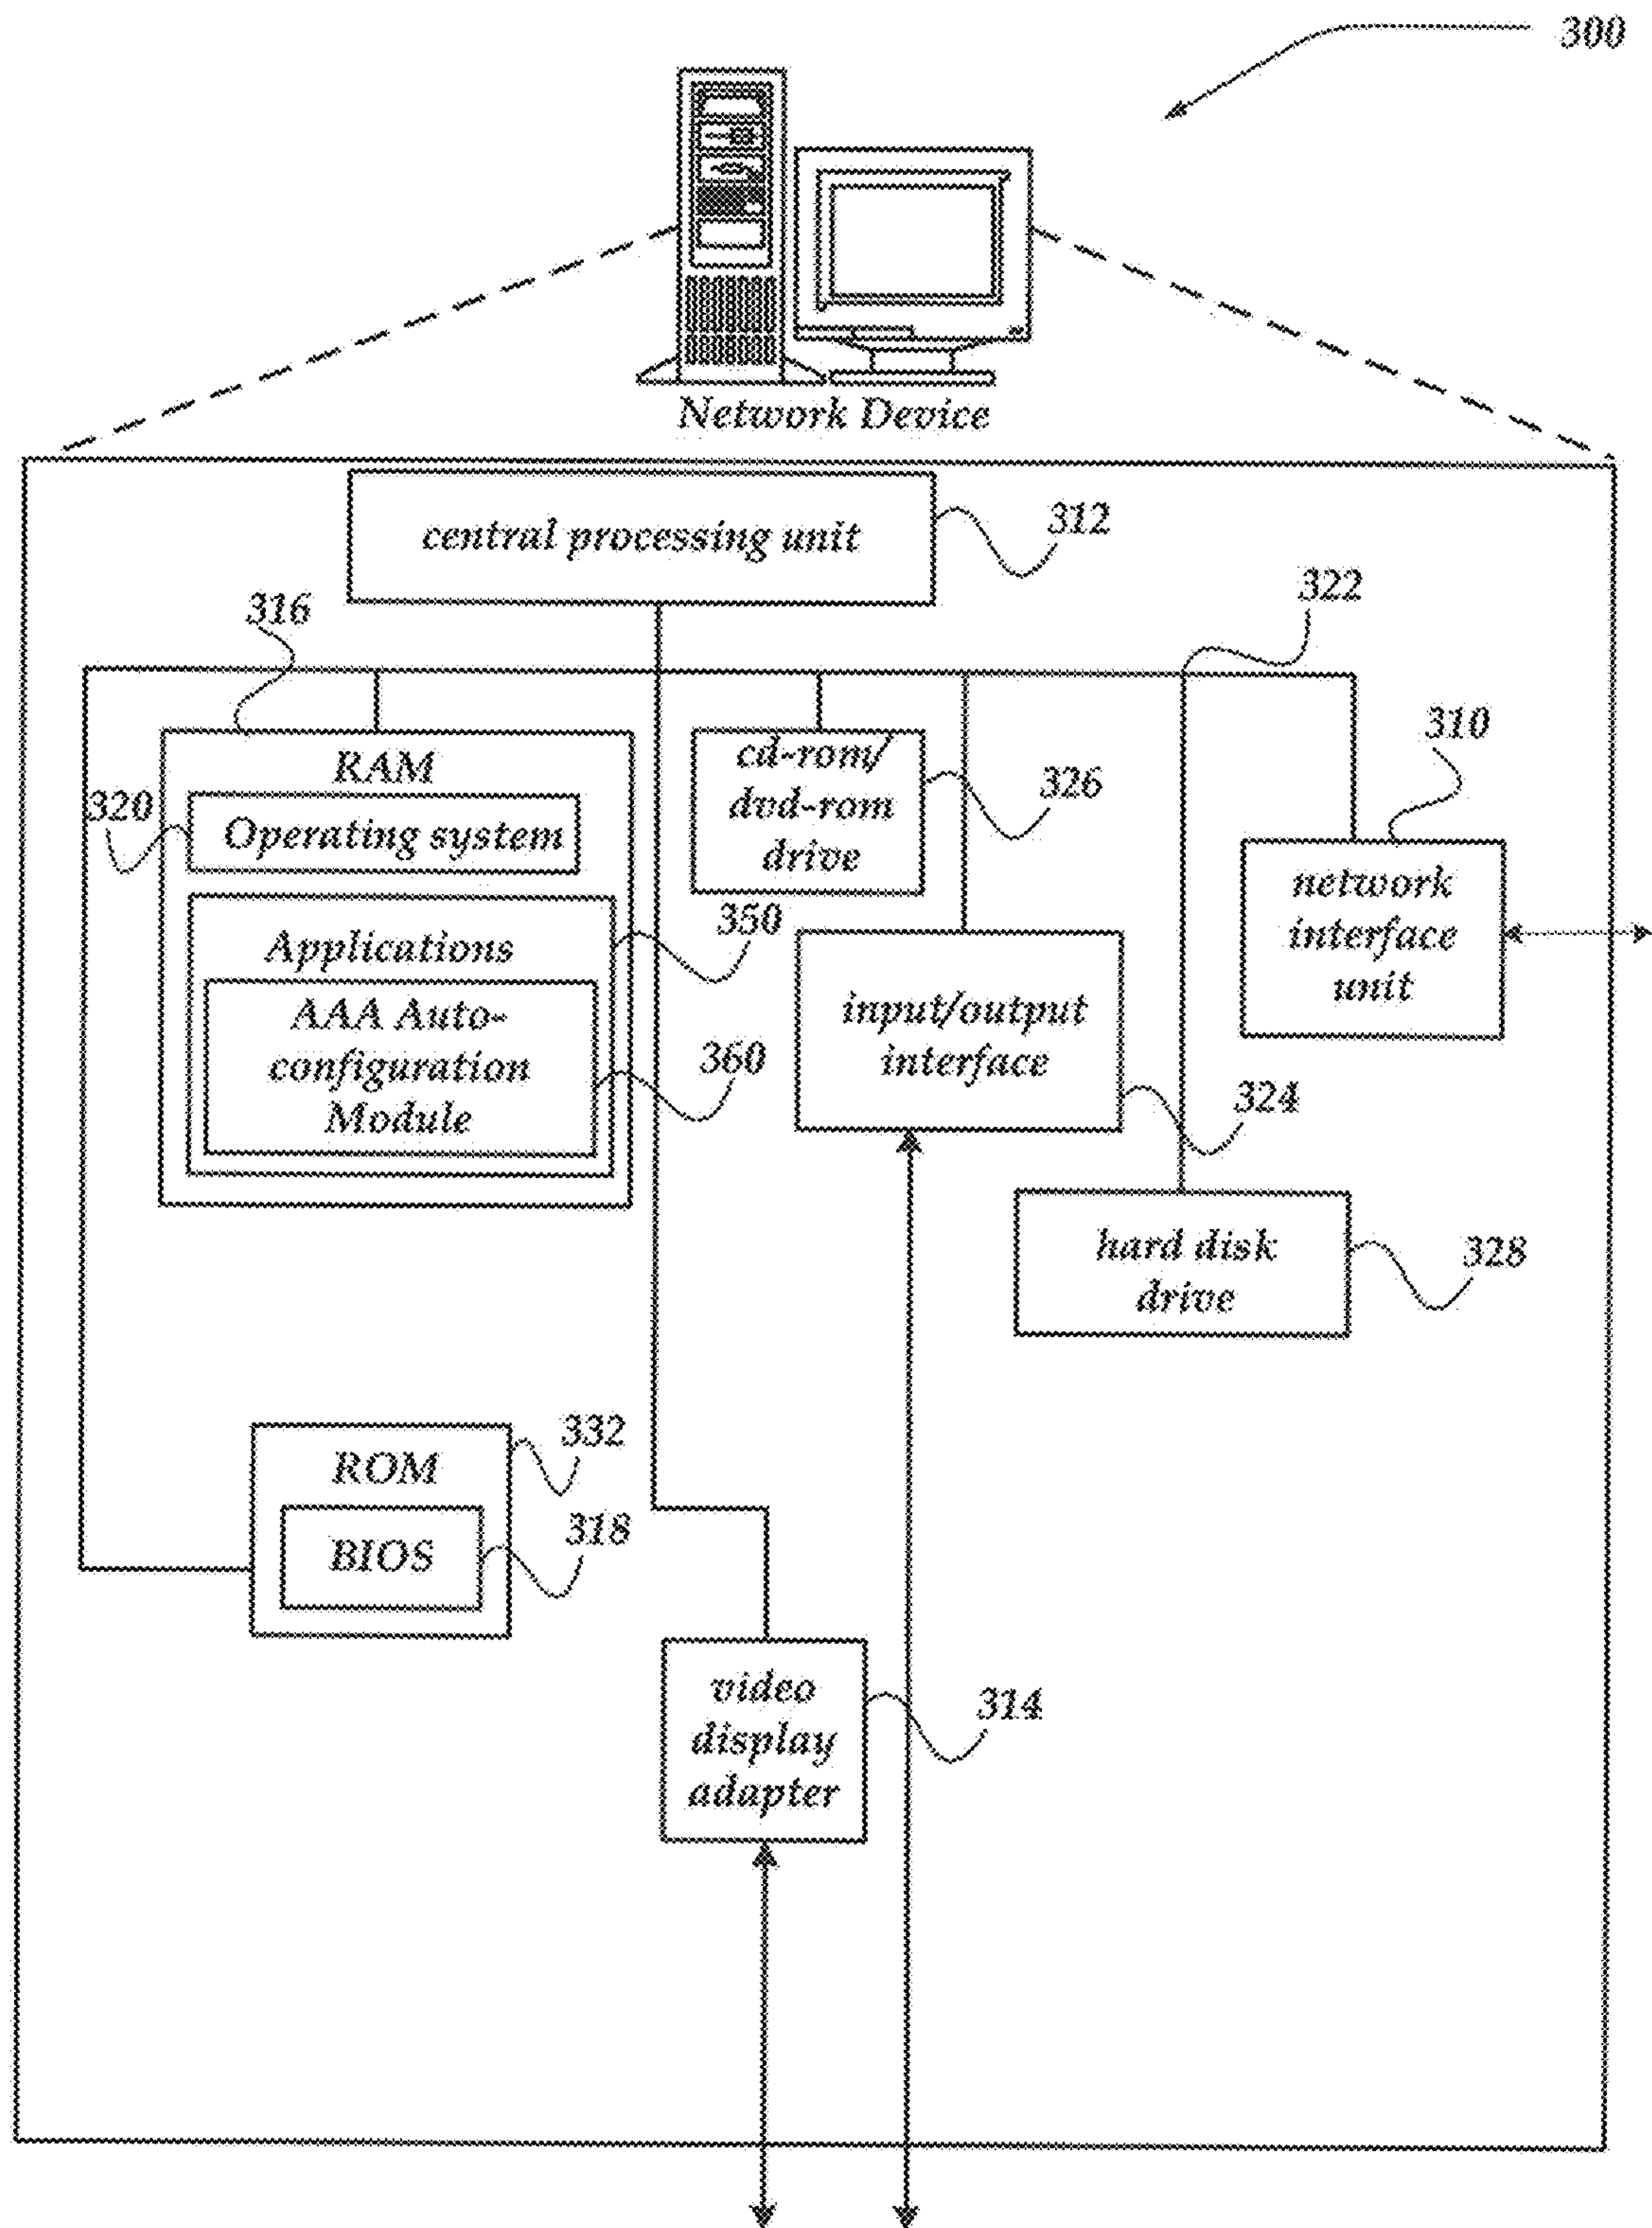 300
Network Device
central processing unit
312
316
322
RAM
320
Operating system
cd-rom/
dvd-rom
drive
326
310
network
interface
unit
Applications
350
AAA Auto-
configuration
Module
360
input/output
interface
324
hard disk
drive
328
ROM
332
BIOS
318
video
display
adapter
314